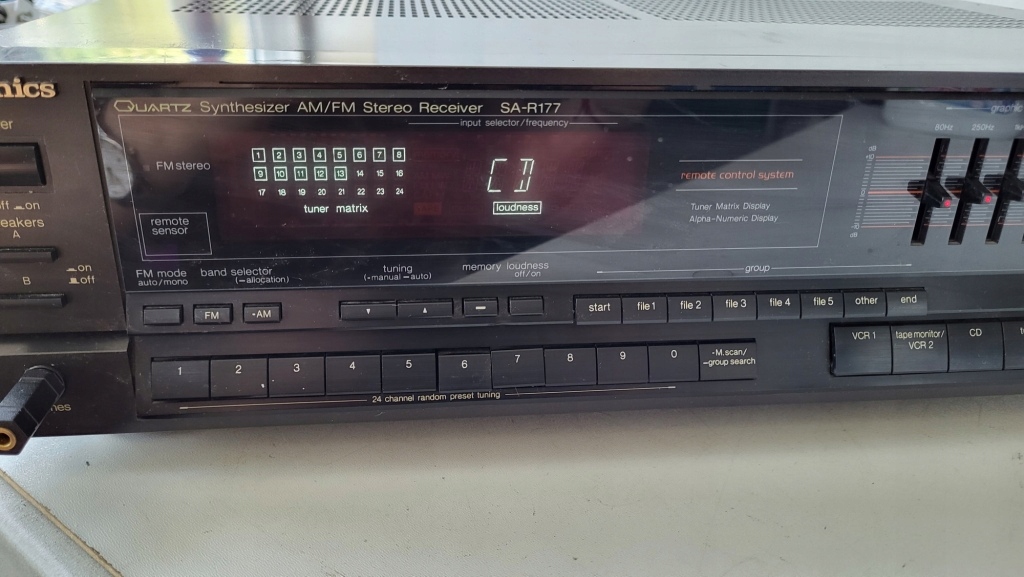 nics
QUARTZ Synthesizer AM/FM Stereo Receiver SA-R177
input selector/frequency
graphic
60Hz 250Hz
FM stereo
1 2 3 4 5 6 7 8
9 10 11 12 13 14 15 16
17 18 19 20 21 22 23 24
tuner matrix
CD
loudness
remote control system
Tuner Matrix Display
Alpha-Numeric Display
remote
sensor
on
eakers
A
B
on
off
FM mode
auto/mono
band selector
(–allocation)
tuning
(-manual –auto)
memory loudness
off/on
group
FM -AM
start file1 file 2 file 3 file 4 file 5 other end
VCR 1 tape monitor/
VCR 2 CD
1 2 3 4 5 6 7 8 9 0 -M.scan/
–group search
24 channel random preset tuning
nes